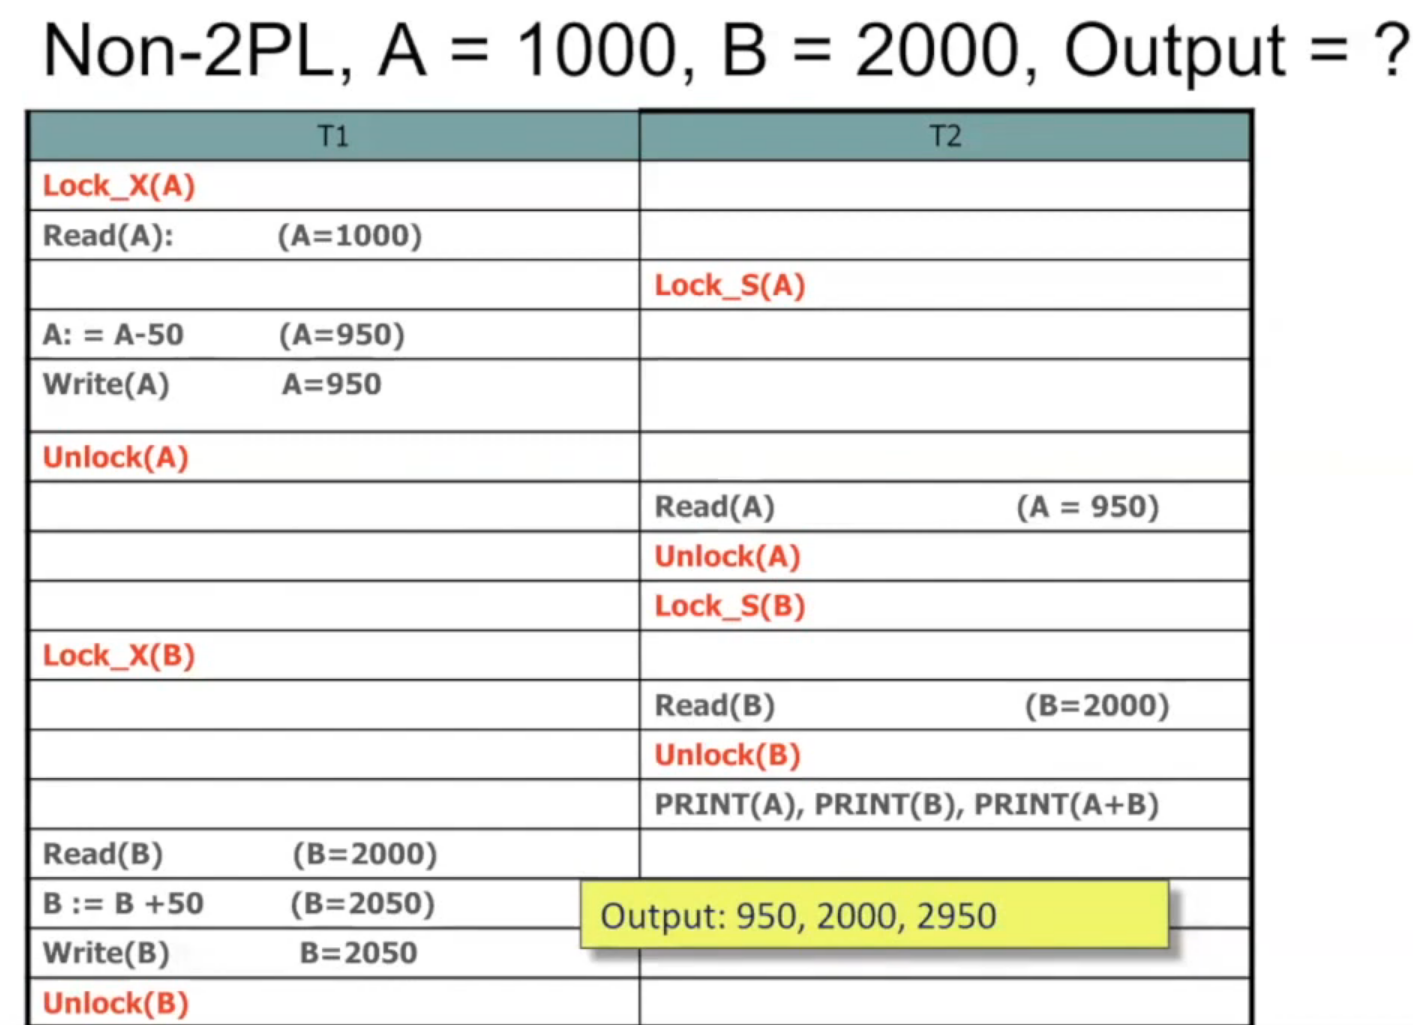 Non-2PL, A = 1000, B = 2000, Output = ?
T1 T2
Lock_X(A)
Read(A): (A=1000)
Lock_S(A)
A: = A-50 (A=950)
Write(A) A=950
Unlock(A)
Read(A) (A = 950)
Unlock(A)
Lock_S(B)
Lock_X(B)
Read(B) (B=2000)
Unlock(B)
PRINT(A), PRINT(B), PRINT(A+B)
Read(B) (B=2000)
B := B +50 (B=2050)
Output: 950, 2000, 2950
Write(B) B=2050
Unlock(B)